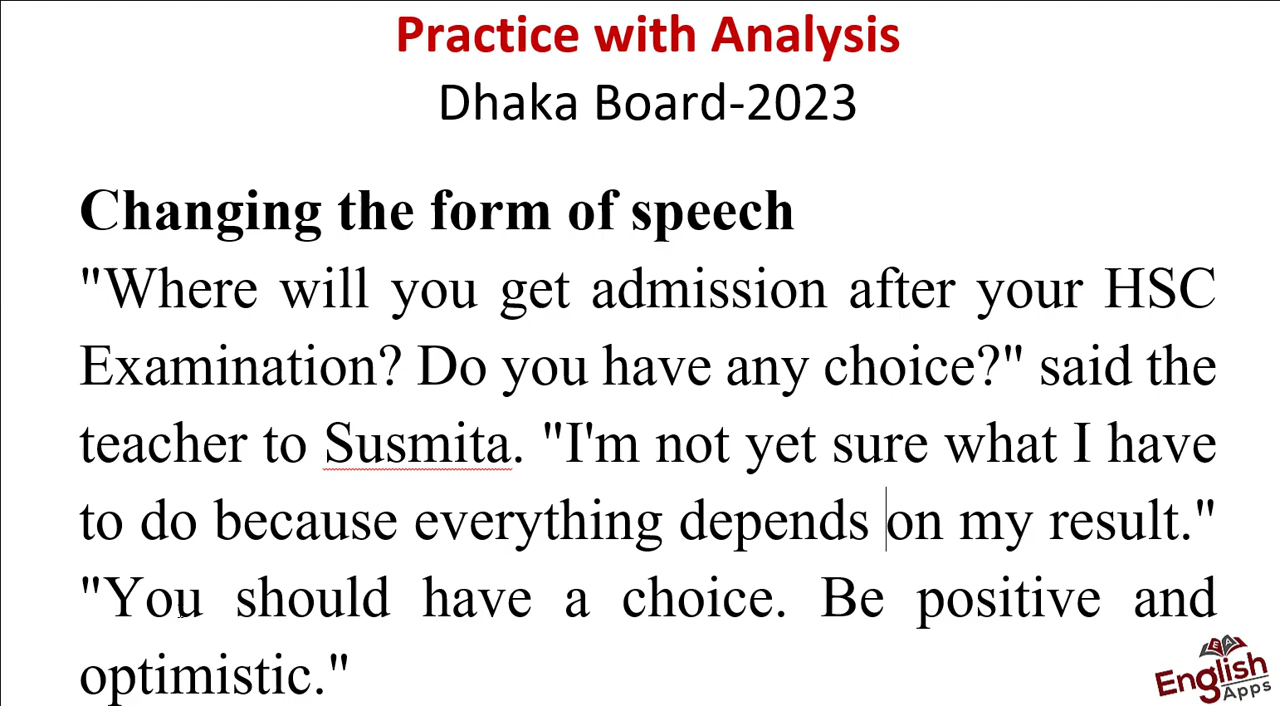 Practice with Analysis
Dhaka Board-2023
Changing the form of speech
"Where will you get admission after your HSC
Examination? Do you have any choice?" said the
teacher to Susmita. "I'm not yet sure what I have
to do because everything depends on my result."
"You should have a choice. Be positive and
optimistic."
EA
English
Apps